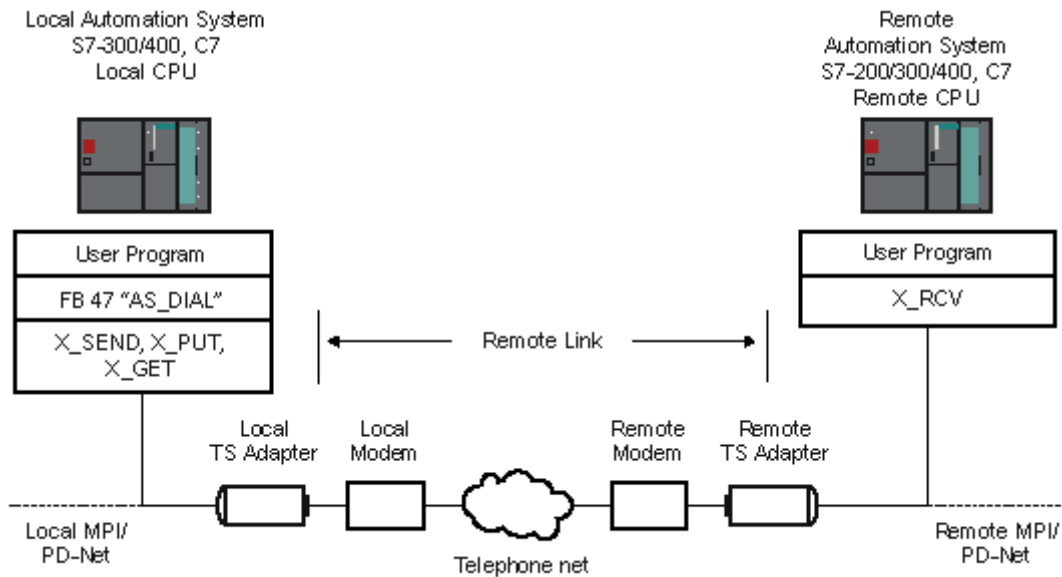 Local Automation System
S7-300/400, C7
Local CPU
Remote
Automation System
S7-200/300/400, C7
Remote CPU
User Program
FB 47 “AS_DIAL”
X_SEND, X_PUT,
X_GET
User Program
X_RCV
Remote Link
Local
TS Adapter
Local
Modem
Remote
Modem
Remote
TS Adapter
Local MPI/
PD-Net
Telephone net
Remote MPI/
PD-Net